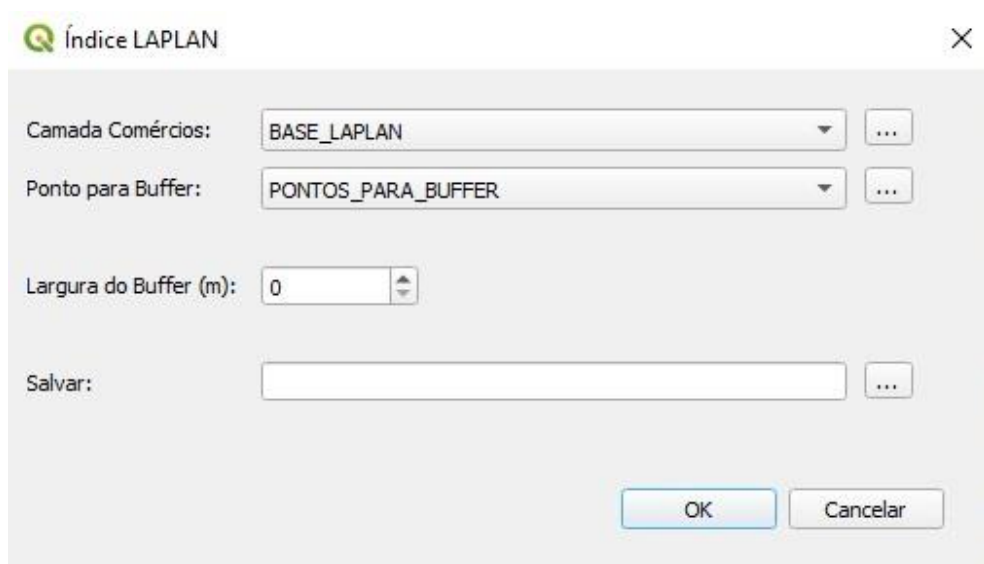 Índice LAPLAN
Camada Comércios: BASE_LAPLAN ...
Ponto para Buffer: PONTOS_PARA_BUFFER ...
Largura do Buffer (m): 0
Salvar: ...
OK Cancelar